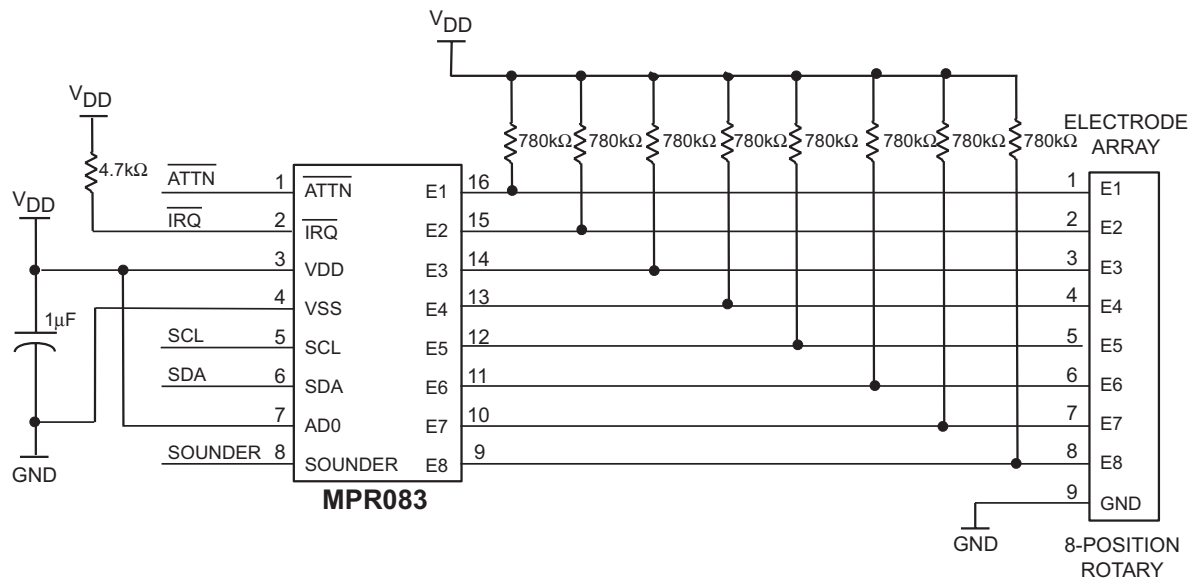 V_DD
V_DD
4.7kΩ
V_DD
1μF
GND
ATTN
IRQ
SCL
SDA
SOUNDER
1 ATTN E1 16
2 IRQ E2 15
3 VDD E3 14
4 VSS E4 13
5 SCL E5 12
6 SDA E6 11
7 AD0 E7 10
8 SOUNDER E8 9
MPR083
780kΩ 780kΩ 780kΩ 780kΩ 780kΩ 780kΩ 780kΩ 780kΩ
ELECTRODE
ARRAY
1 E1
2 E2
3 E3
4 E4
5 E5
6 E6
7 E7
8 E8
9 GND
GND
8-POSITION
ROTARY